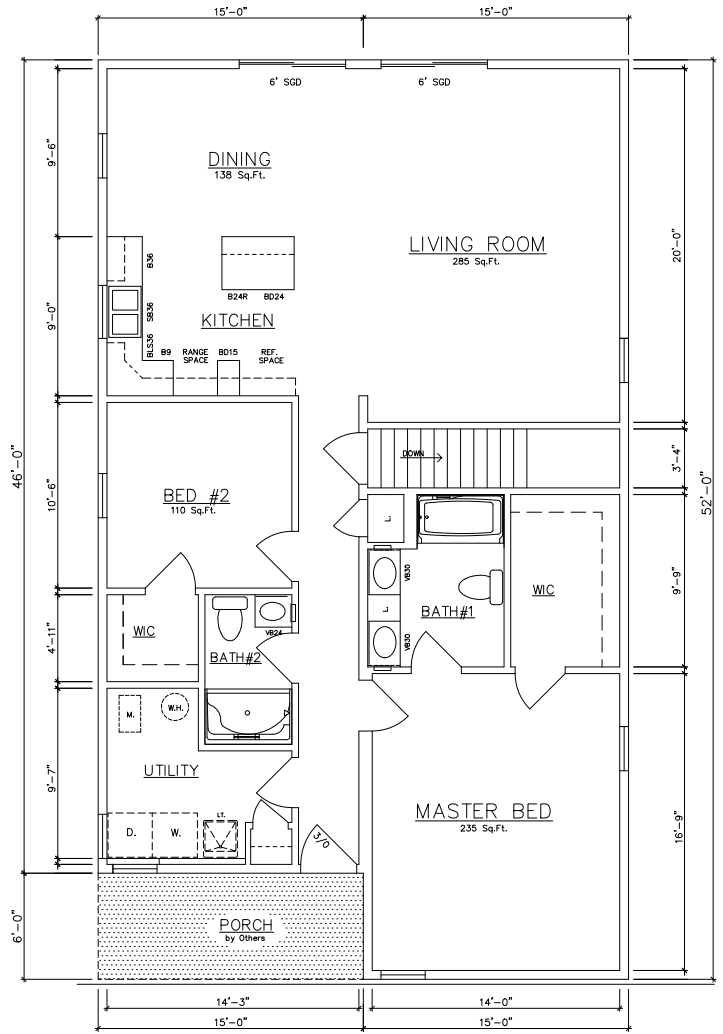 15'-0"
15'-0"
6' SGD
6' SGD
9'-6"
DINING
138 Sq.Ft.
LIVING ROOM
285 Sq.Ft.
20'-0"
B36
B24R
BD24
SB36
9'-0"
KITCHEN
BLS36
B9
RANGE
SPACE
BD15
REF.
SPACE
46'-0"
52'-0"
DOWN
3'-4"
10'-6"
BED #2
110 Sq.Ft.
L.
VB30
9'-9"
WIC
L.
BATH#1
VB30
4'-11"
WIC
VB24
BATH#2
M.
W.H.
9'-7"
UTILITY
LT.
D.
W.
3/0
MASTER BED
235 Sq.Ft.
16'-9"
6'-0"
PORCH
by Others
14'-3"
14'-0"
15'-0"
15'-0"